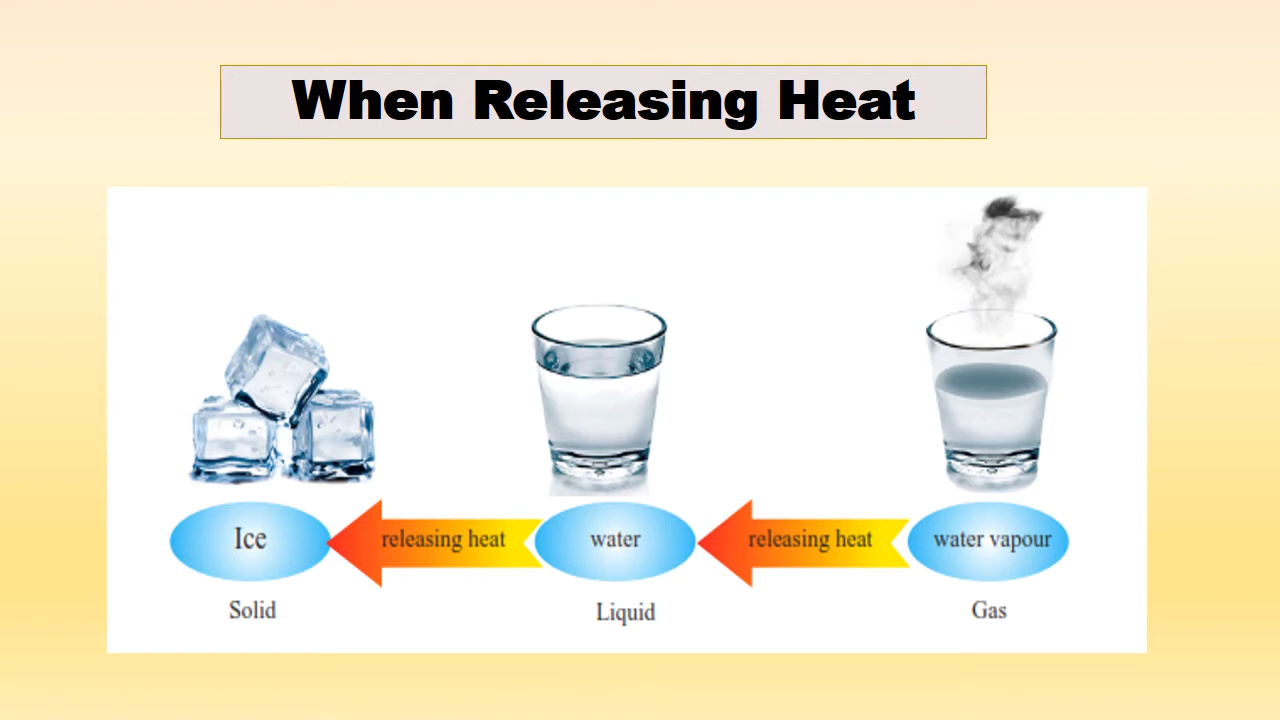 When Releasing Heat
Ice
releasing heat
water
releasing heat
water vapour
Solid
Liquid
Gas